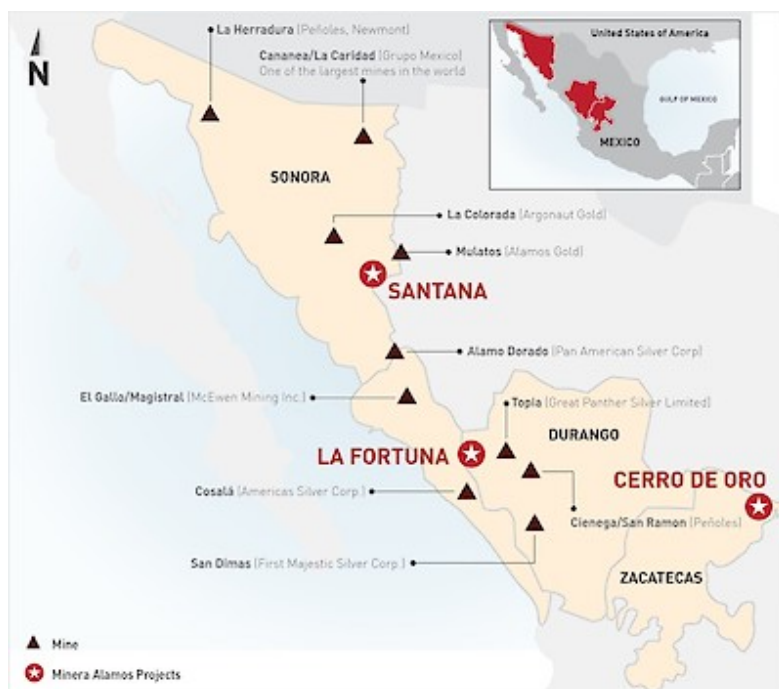 La Herradura (Peñoles, Newmont)
Cananea/La Caridad (Grupo Mexico)
One of the largest mines in the world
N
United States of America
GULF OF MEXICO
MEXICO
SONORA
La Colorada (Argonaut Gold)
Mulatos (Alamos Gold)
SANTANA
Alamo Dorado (Pan American Silver Corp)
El Gallo/Magistral (McEwen Mining Inc.)
Topia (Great Panther Silver Limited)
DURANGO
LA FORTUNA
CERRO DE ORO
Cosalá (Americas Silver Corp.)
Cienega/San Ramon (Peñoles)
San Dimas (First Majestic Silver Corp.)
ZACATECAS
Mine
Minera Alamos Projects